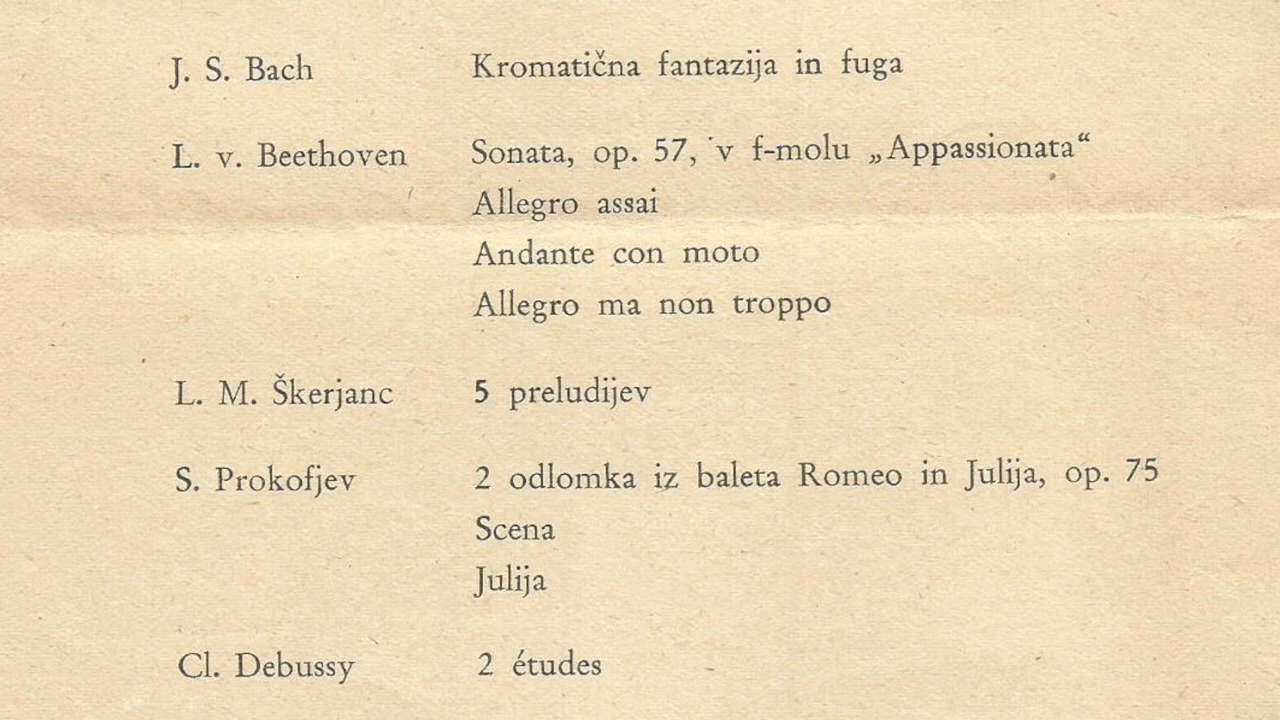 J. S. Bach Kromatična fantazija in fuga
L. v. Beethoven Sonata, op. 57, v f-molu „Appassionata“
Allegro assai
Andante con moto
Allegro ma non troppo
L. M. Škerjanc 5 preludijev
S. Prokofjev 2 odlomka iz baleta Romeo in Julija, op. 75
Scena
Julija
Cl. Debussy 2 études